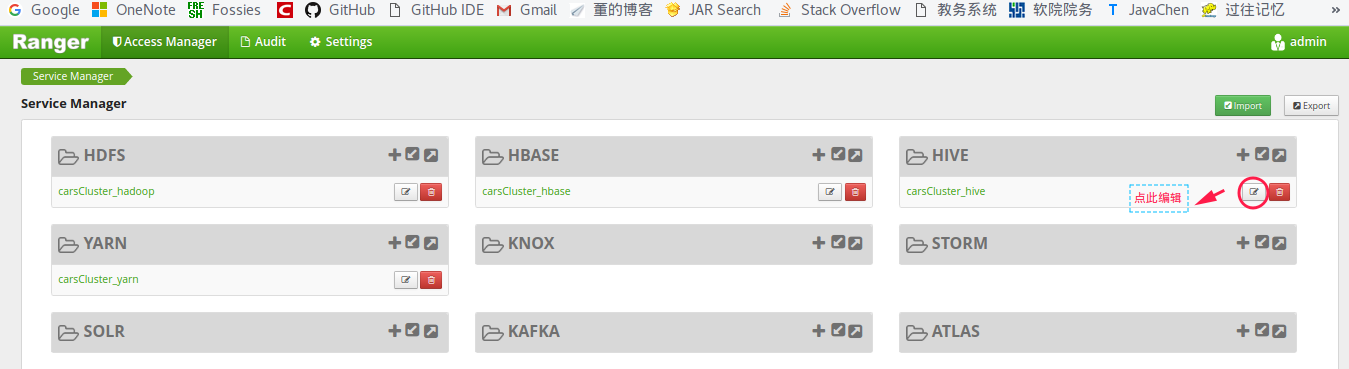 Google OneNote Fossies GitHub GitHub IDE Gmail 董的博客 JAR Search Stack Overflow 教务系统 软院院务 JavaChen 过往记忆 »
Ranger Access Manager Audit Settings admin
Service Manager
Service Manager Import Export
HDFS HBASE HIVE
carsCluster_hadoop carsCluster_hbase carsCluster_hive
点此编辑
YARN KNOX STORM
carsCluster_yarn
SOLR KAFKA ATLAS